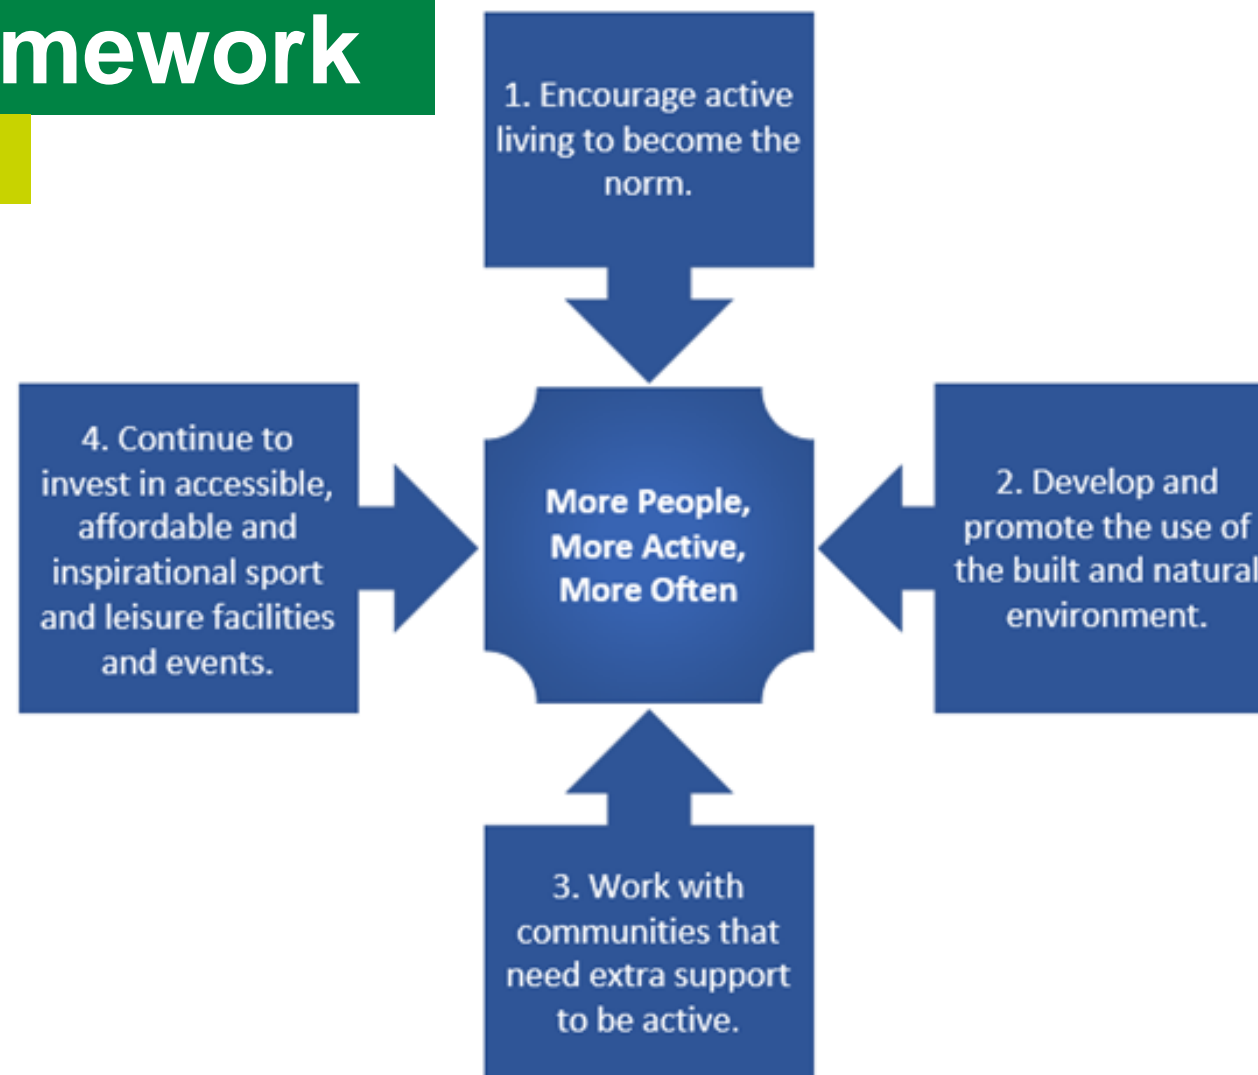 mework
1. Encourage active
living to become the
norm.
4. Continue to
invest in accessible,
affordable and
inspirational sport
and leisure facilities
and events.
More People,
More Active,
More Often
2. Develop and
promote the use of
the built and natural
environment.
3. Work with
communities that
need extra support
to be active.